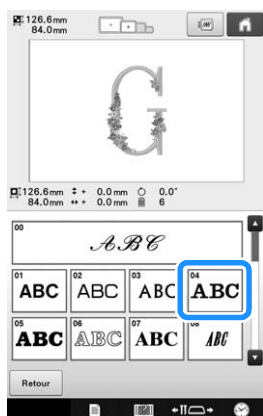 126.6mm
84.0mm
G
126.6mm + 0.0mm 0.0°
84.0mm + 0.0mm 6
00
ABC
01 02 03 04
ABC ABC ABC ABC
05 06 07 08
ABC ABC ABC ABC
Retour